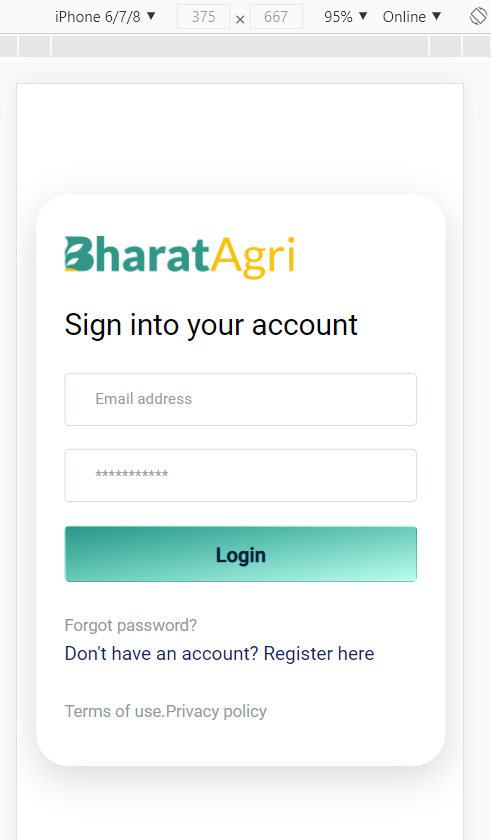 iPhone 6/7/8 ▼ 375 × 667 95% ▼ Online ▼
BharatAgri
Sign into your account
Email address
***********
Login
Forgot password?
Don't have an account? Register here
Terms of use.Privacy policy